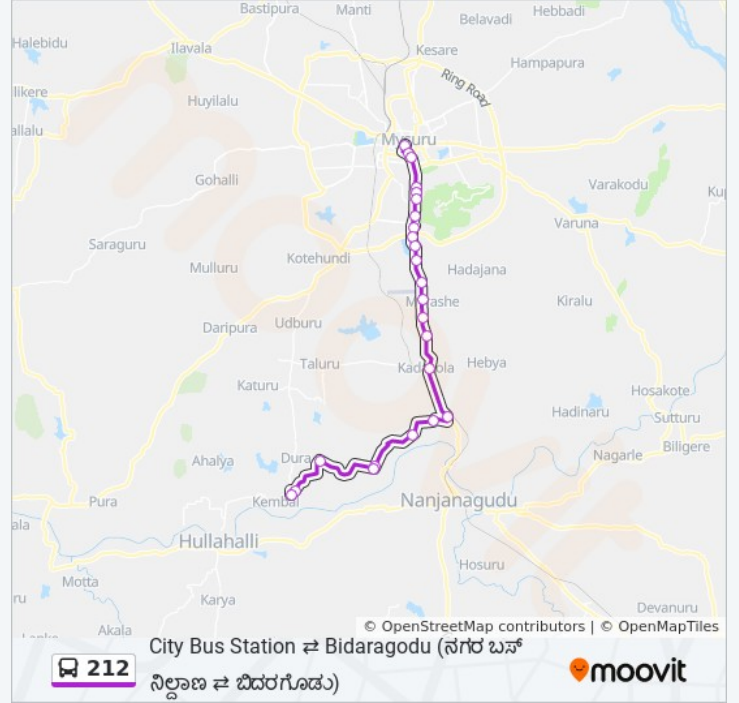 Bastipura
Manti
Hebbadi
Belavadi
Halebidu
Ilavala
Kesare
Hampapura
Ring Road
likere
Huyilalu
allalu
Mysuru
Gohalli
Varakodu
Varuna
Saraguru
Kotehundi
Mulluru
Hadajana
Kiralu
Daripura
Udburu
Taluru
Hebya
Katuru
Hosakote
Hadinaru
Sutturu
Biligere
Ahalya
Dura
Nagarle
Pura
Nanjanagudu
Hullahalli
Hosuru
Motta
ru
Karya
Devanuru
Akala
© OpenStreetMap contributors | © OpenMapTiles
212
City Bus Station ⇄ Bidaragodu (ನಗರ ಬಸ್
ನಿಲ್ದಾಣ ⇄ ಬಿದರಗೊಡು)
moovit